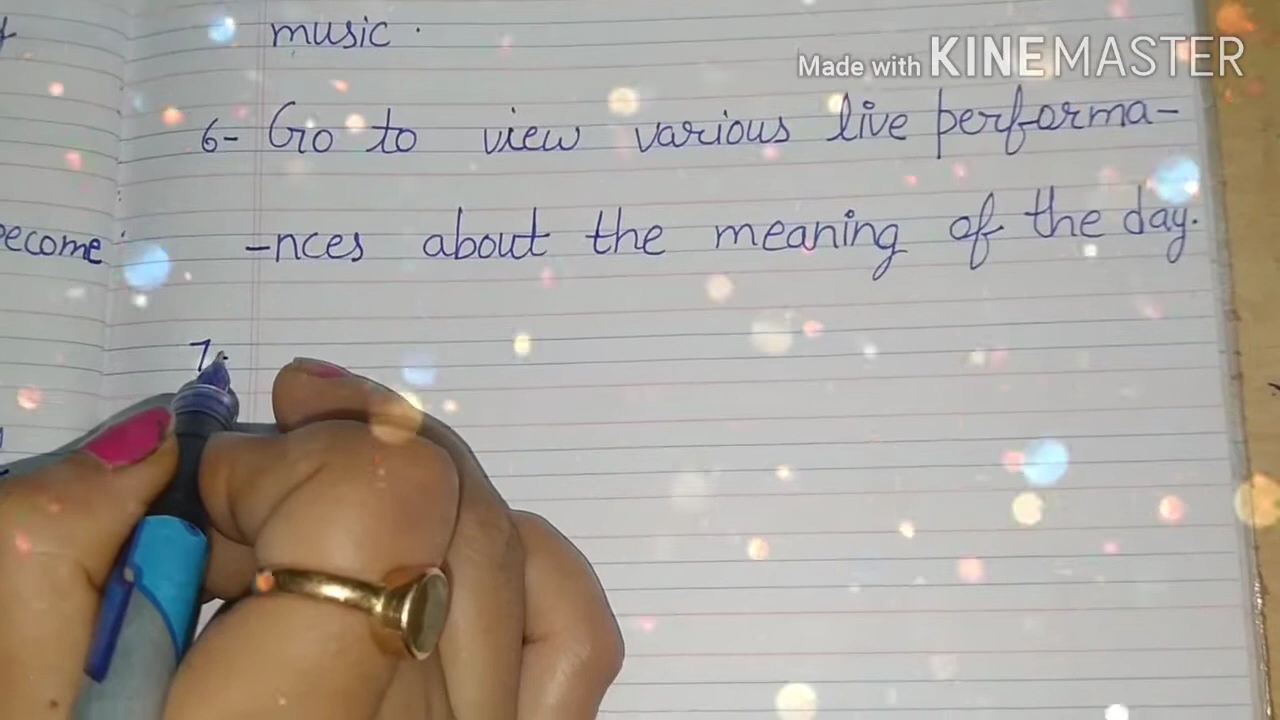 music.
Made with KINEMASTER
6- Go to view various live performa-
become
-nces about the meaning of the day.
7-